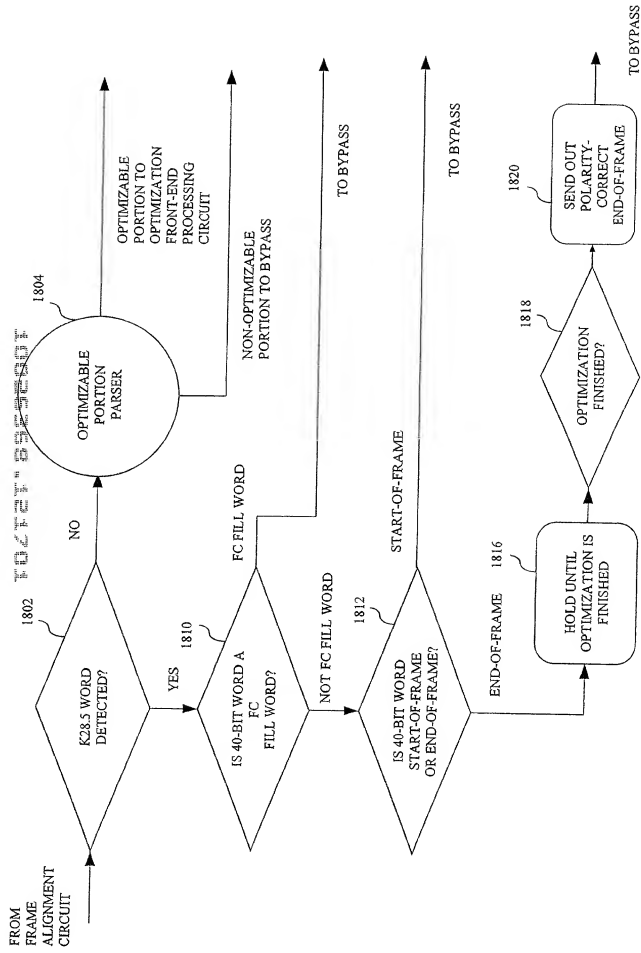 FROM
FRAME
ALIGNMENT
CIRCUIT
K28.5 WORD
DETECTED?
1802
NO
YES
OPTIMIZABLE
PORTION
PARSER
1804
OPTIMIZABLE
PORTION TO
OPTIMIZATION
FRONT-END
PROCESSING
CIRCUIT
NON-OPTIMIZABLE
PORTION TO BYPASS
IS 40-BIT WORD A
FC
FILL WORD?
1810
FC FILL WORD
TO BYPASS
NOT FC FILL WORD
IS 40-BIT WORD
START-OF-FRAME
OR END-OF-FRAME?
1812
START-OF-FRAME
TO BYPASS
END-OF-FRAME
HOLD UNTIL
OPTIMIZATION IS
FINISHED
1816
OPTIMIZATION
FINISHED?
1818
SEND OUT
POLARITY-
CORRECT
END-OF-FRAME
1820
TO BYPASS